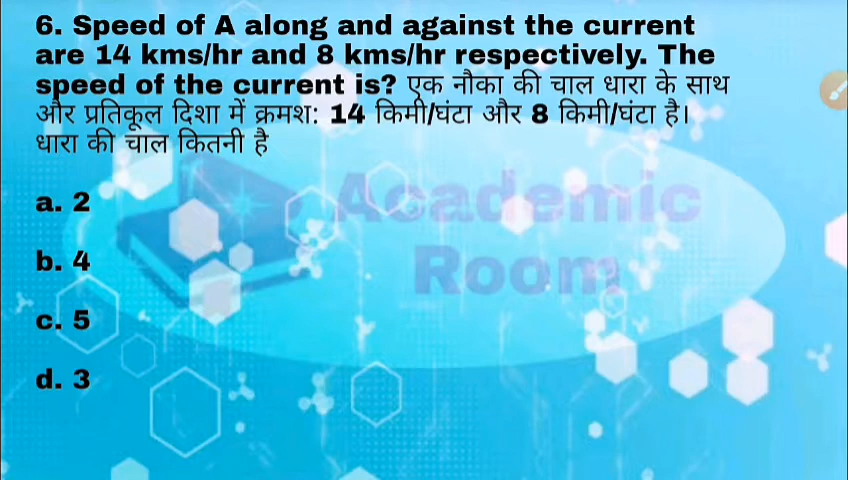 6. Speed of A along and against the current
are 14 kms/hr and 8 kms/hr respectively. The
speed of the current is? एक नौका की चाल धारा के साथ
और प्रतिकूल दिशा में क्रमश: 14 किमी/घंटा और 8 किमी/घंटा है।
धारा की चाल कितनी है
a. 2
b. 4
c. 5
d. 3
Academic
Room